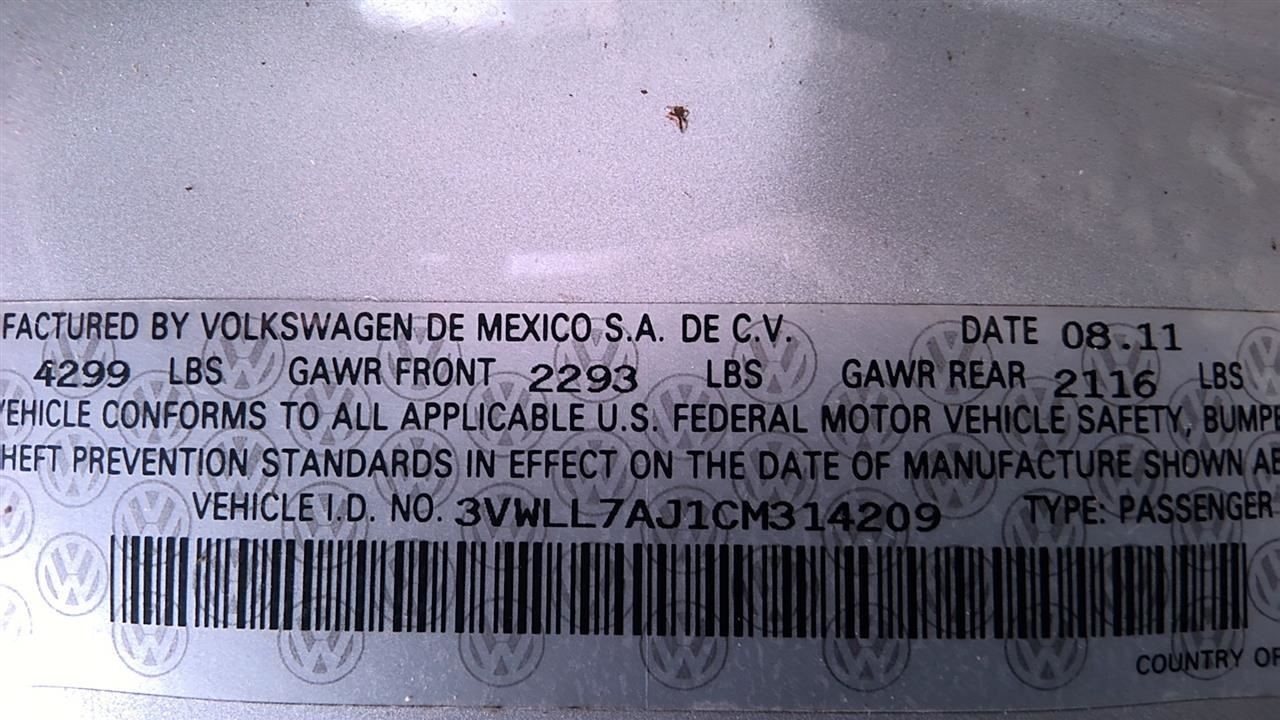 FACTURED BY VOLKSWAGEN DE MEXICO S.A. DE C.V. DATE 08.11
4299 LBS GAWR FRONT 2293 LBS GAWR REAR 2116 LBS
VEHICLE CONFORMS TO ALL APPLICABLE U.S. FEDERAL MOTOR VEHICLE SAFETY, BUMP
HEFT PREVENTION STANDARDS IN EFFECT ON THE DATE OF MANUFACTURE SHOWN AB
VEHICLE I.D. NO. 3VWLL7AJ1CM314209 TYPE: PASSENGER
COUNTRY OF